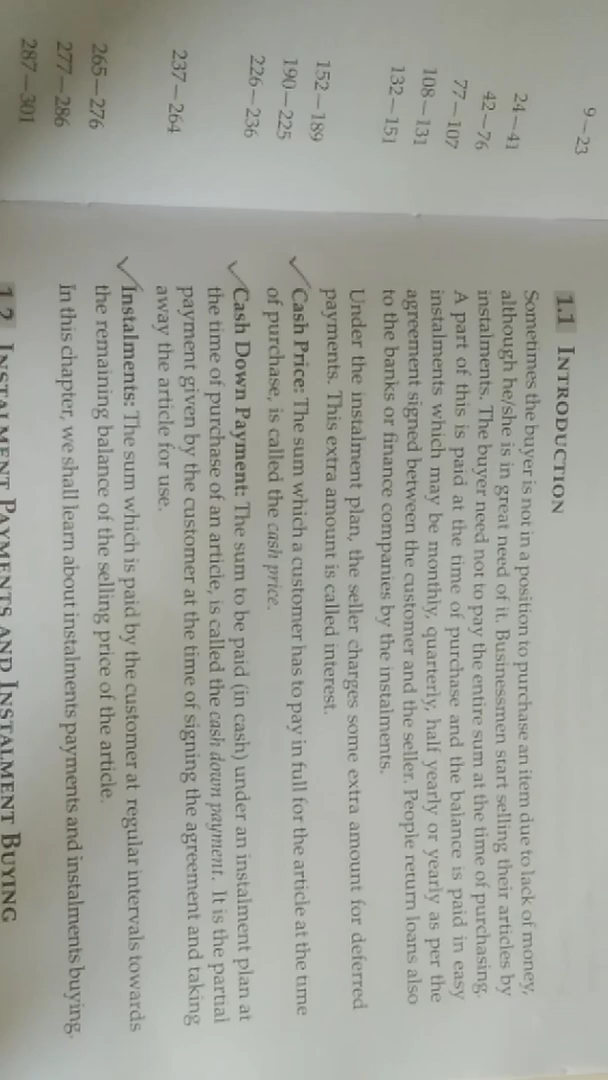 9—23
24—41
42—76
77—107
108—131
132—151
152—189
190—225
226—236
237—264
265—276
277—286
287—301
1.1 INTRODUCTION
Sometimes the buyer is not in a position to purchase an item due to lack of money,
although he/she is in great need of it. Businessmen start selling their articles by
instalments. The buyer need not to pay the entire sum at the time of purchasing.
A part of this is paid at the time of purchase and the balance is paid in easy
instalments which may be monthly, quarterly, half yearly or yearly as per the
agreement signed between the customer and the seller. People return loans also
to the banks or finance companies by the instalments.
Under the instalment plan, the seller charges some extra amount for deferred
payments. This extra amount is called interest.
Cash Price: The sum which a customer has to pay in full for the article at the time
of purchase, is called the cash price.
Cash Down Payment: The sum to be paid (in cash) under an instalment plan at
the time of purchase of an article, is called the cash down payment. It is the partial
payment given by the customer at the time of signing the agreement and taking
away the article for use.
Instalments: The sum which is paid by the customer at regular intervals towards
the remaining balance of the selling price of the article.
In this chapter, we shall learn about instalments payments and instalments buying.
1.2 INSTALMENT PAYMENTS AND INSTALMENT BUYING